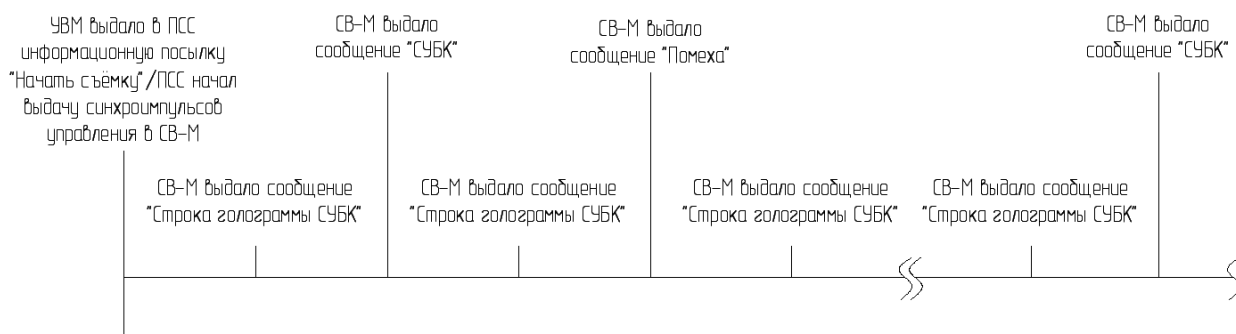 УВМ выдало в ПСС
информационную посылку
"Начать съёмку"/ПСС начал
выдачу синхроимпульсов
управления в СВ-М
СВ-М выдало
сообщение "СУБК"
СВ-М выдало
сообщение "Помеха"
СВ-М выдало
сообщение "СУБК"
СВ-М выдало сообщение
"Строка голограммы СУБК"
СВ-М выдало сообщение
"Строка голограммы СУБК"
СВ-М выдало сообщение
"Строка голограммы СУБК"
СВ-М выдало сообщение
"Строка голограммы СУБК"